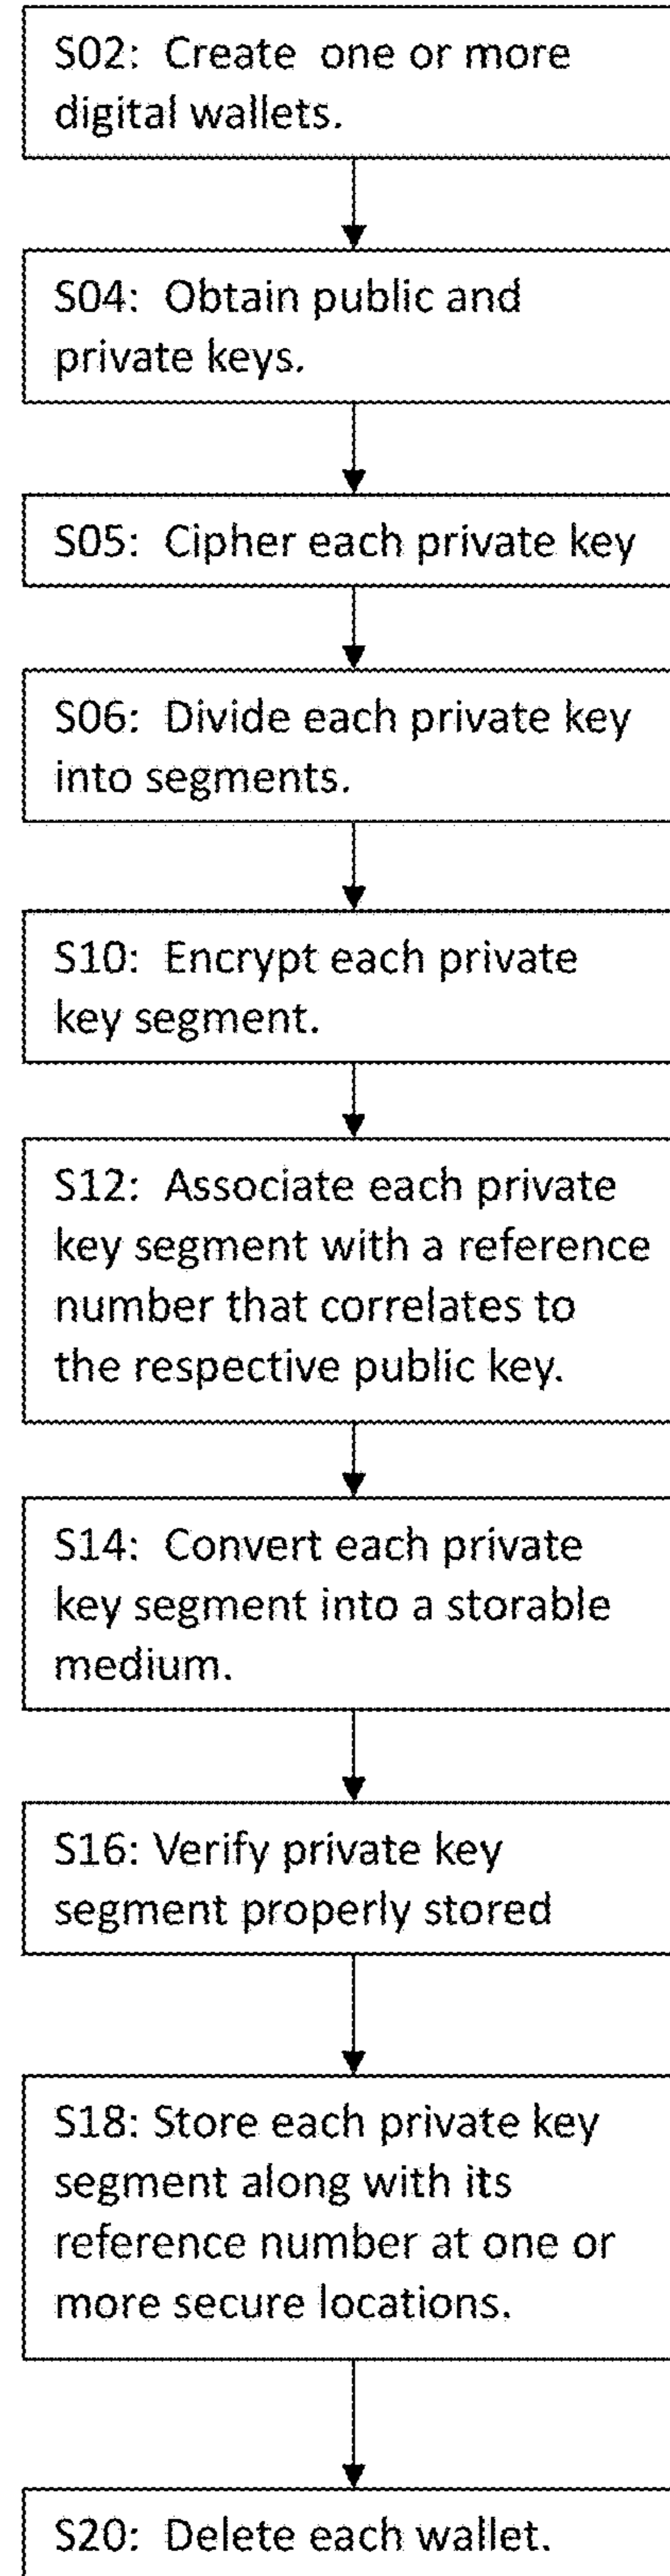 S02: Create one or more
digital wallets.
S04: Obtain public and
private keys.
S05: Cipher each private key
S06: Divide each private key
into segments.
S10: Encrypt each private
key segment.
S12: Associate each private
key segment with a reference
number that correlates to
the respective public key.
S14: Convert each private
key segment into a storable
medium.
S16: Verify private key
segment properly stored
S18: Store each private key
segment along with its
reference number at one or
more secure locations.
S20: Delete each wallet.